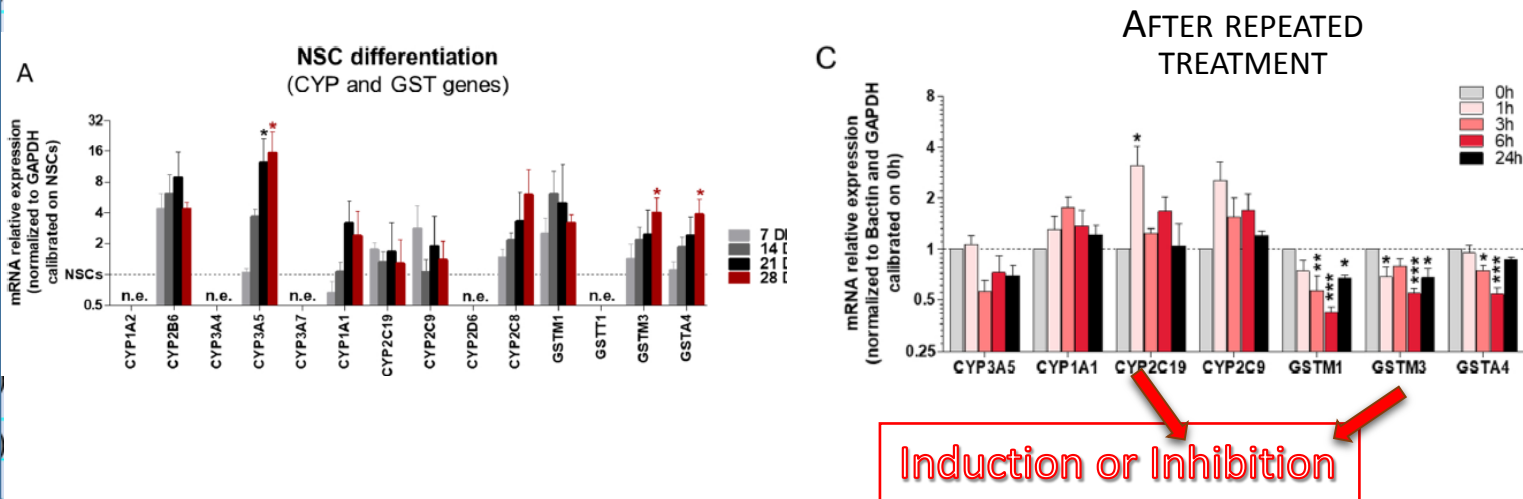 A
NSC differentiation
(CYP and GST genes)
mRNA relative expression
(normalized to GAPDH
calibrated on NSCs)
32
16
8
4
2
NSCs
0.5
n.e.
n.e.
n.e.
n.e.
n.e.
*
*
*
*
CYP1A2
CYP2B6
CYP3A4
CYP3A5
CYP3A7
CYP1A1
CYP2C19
CYP2C9
CYP2D6
CYP2C8
GSTM1
GSTT1
GSTM3
GSTA4
7 D
14 D
21 D
28 D
AFTER REPEATED
TREATMENT
C
mRNA relative expression
(normalized to Bactin and GAPDH
calibrated on 0h)
8
4
2
1
0.5
0.25
*
**
***
*
*
***
*
*
***
0h
1h
3h
6h
24h
CYP3A5
CYP1A1
CYP2C19
CYP2C9
GSTM1
GSTM3
GSTA4
Induction or Inhibition